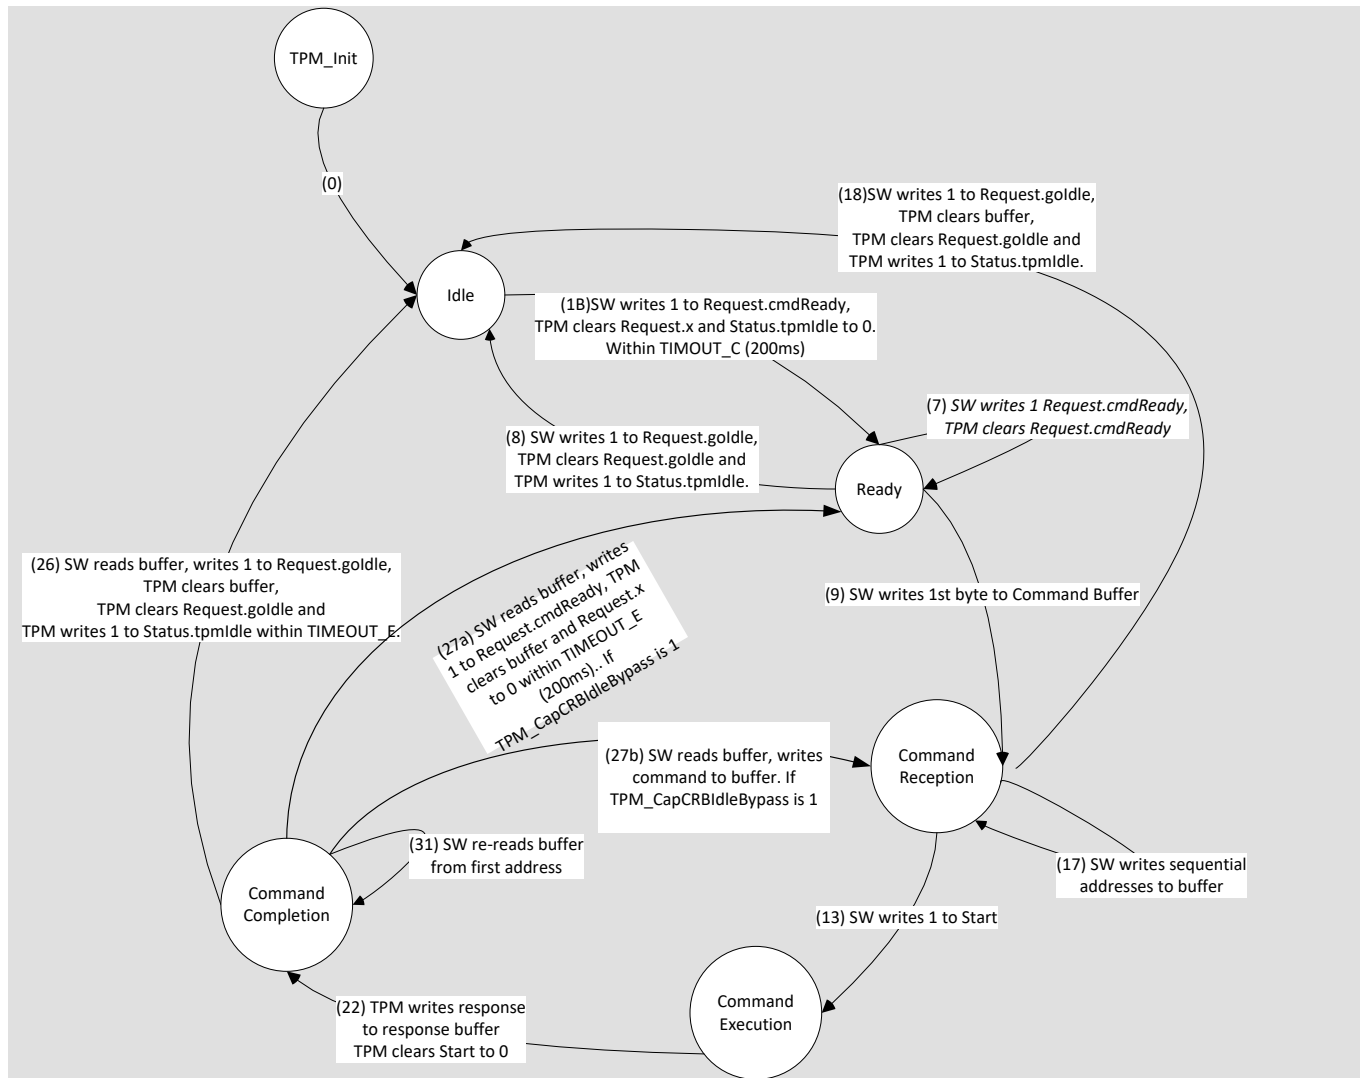 TPM_Init
(0)
(18)SW writes 1 to Request.goIdle,
TPM clears buffer,
TPM clears Request.goIdle and
TPM writes 1 to Status.tpmIdle.
Idle
(1B)SW writes 1 to Request.cmdReady,
TPM clears Request.x and Status.tpmIdle to 0.
Within TIMOUT_C (200ms)
(7) SW writes 1 Request.cmdReady,
TPM clears Request.cmdReady
(8) SW writes 1 to Request.goIdle,
TPM clears Request.goIdle and
TPM writes 1 to Status.tpmIdle.
Ready
(26) SW reads buffer, writes 1 to Request.goIdle,
TPM clears buffer,
TPM clears Request.goIdle and
TPM writes 1 to Status.tpmIdle within TIMEOUT_E.
(27a) SW reads buffer, writes
1 to Request.cmdReady, TPM
clears buffer and Request.x
to 0 within TIMEOUT_E
(200ms).. If
TPM_CapCRBIdleBypass is 1
(9) SW writes 1st byte to Command Buffer
Command
Reception
(27b) SW reads buffer, writes
command to buffer. If
TPM_CapCRBIdleBypass is 1
(31) SW re-reads buffer
from first address
(17) SW writes sequential
addresses to buffer
Command
Completion
(13) SW writes 1 to Start
Command
Execution
(22) TPM writes response
to response buffer
TPM clears Start to 0